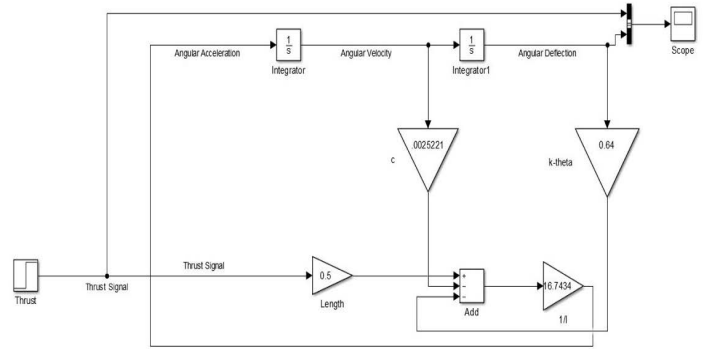 1
s
1
s
Scope
Angular Acceleration
Angular Velocity
Angular Deflection
Integrator
Integrator1
.0025221
0.64
c
k-theta
Thrust Signal
0.5
+
−
−
16.7434
Thrust
Thrust Signal
Length
Add
1/I